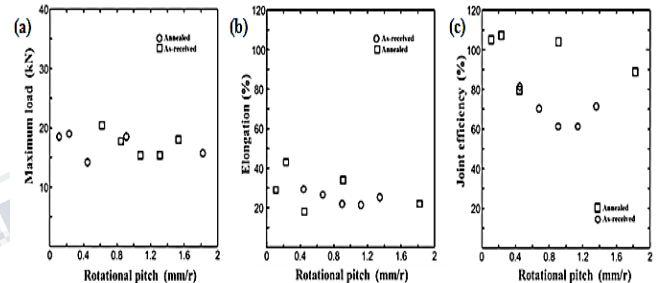 (a)
Maximum load (kN)
40
30
20
10
0
0 0.4 0.8 1.2 1.6 2
Rotational pitch (mm/r)
Annealed
As-received
(b)
Elongation (%)
120
100
80
60
40
20
0 0.4 0.8 1.2 1.6 2
Rotational pitch (mm/r)
As-received
Annealed
(c)
Joint efficiency (%)
120
100
80
60
40
20
0 0.4 0.8 1.2 1.6 2
Rotational pitch (mm/r)
Annealed
As-received